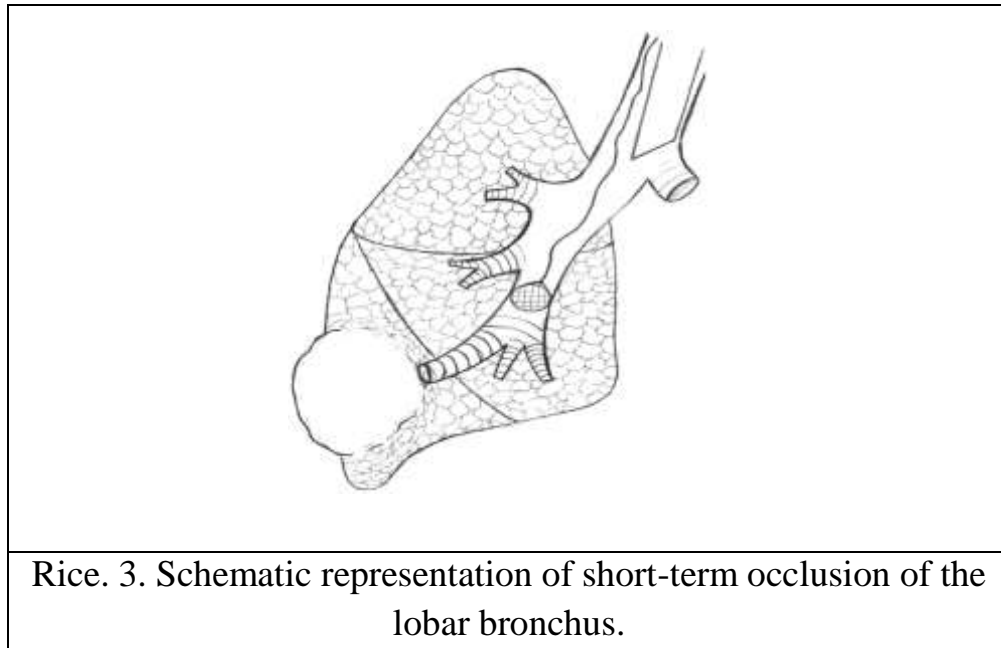 Rice. 3. Schematic representation of short-term occlusion of the
lobar bronchus.